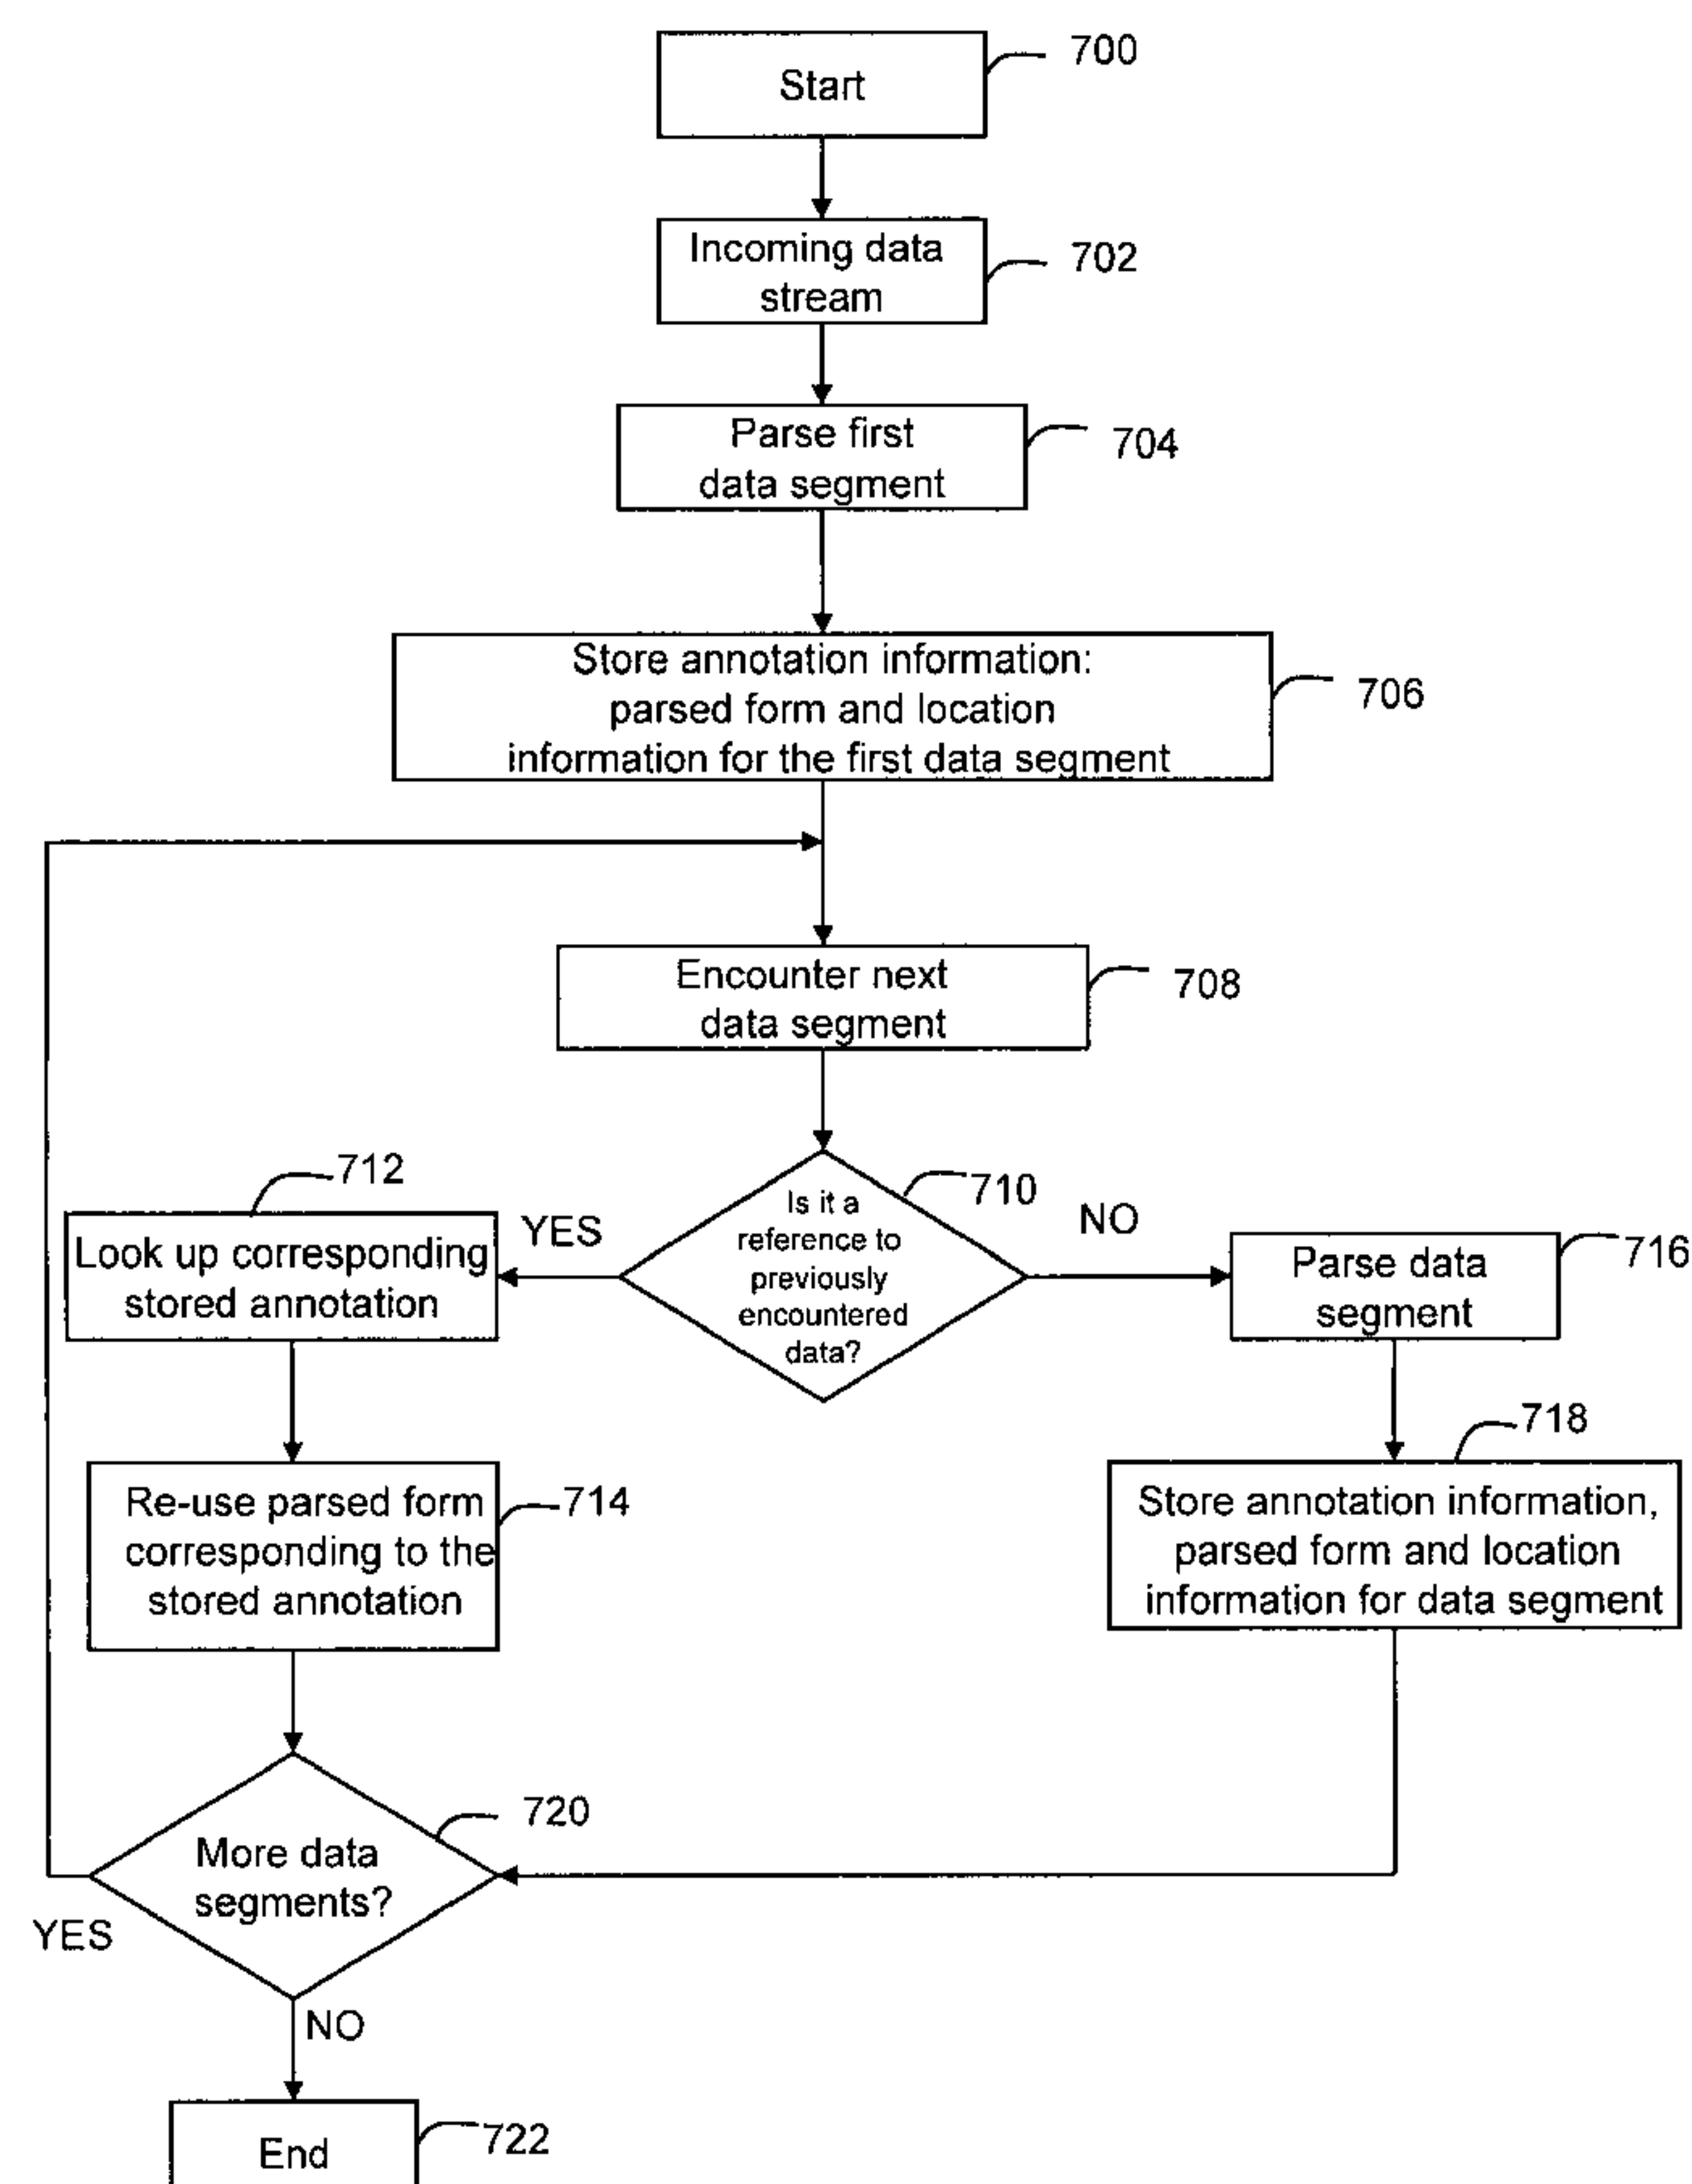 Start
700
Incoming data
stream
702
Parse first
data segment
704
Store annotation information:
parsed form and location
information for the first data segment
706
Encounter next
data segment
708
Is it a
reference to
previously
encountered
data?
710
YES
NO
712
Look up corresponding
stored annotation
Parse data
segment
716
Re-use parsed form
corresponding to the
stored annotation
714
718
Store annotation information,
parsed form and location
information for data segment
More data
segments?
720
YES
NO
End
722